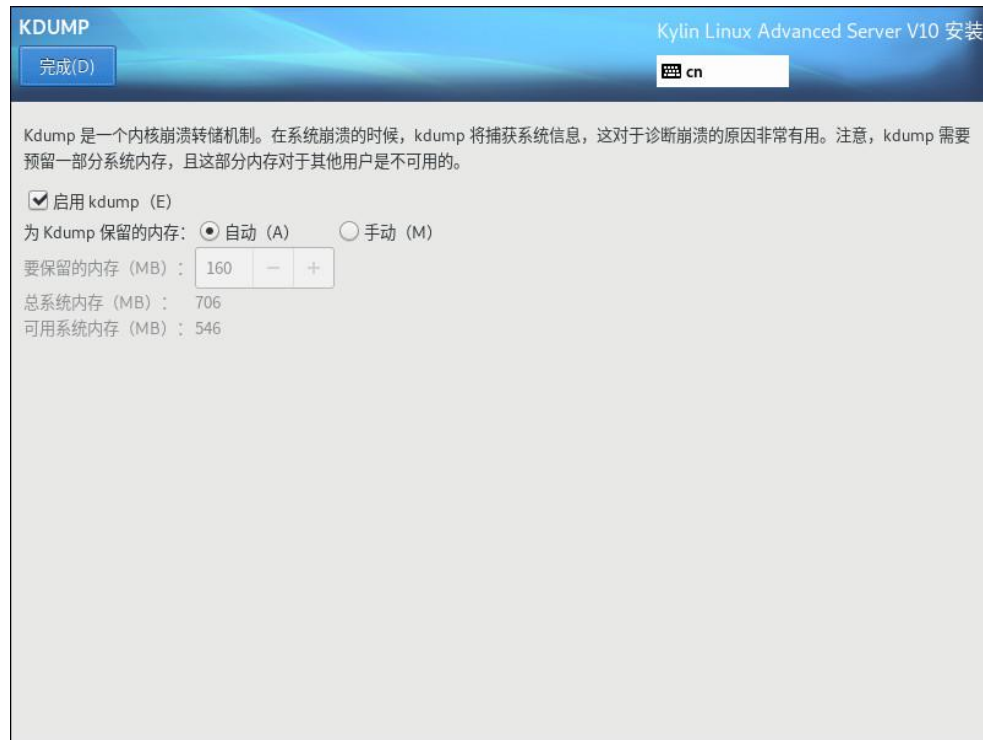 KDUMP
Kylin Linux Advanced Server V10 安装
完成(D)
cn
Kdump 是一个内核崩溃转储机制。在系统崩溃的时候，kdump 将捕获系统信息，这对于诊断崩溃的原因非常有用。注意，kdump 需要
预留一部分系统内存，且这部分内存对于其他用户是不可用的。
启用 kdump（E）
为 Kdump 保留的内存： 自动（A） 手动（M）
要保留的内存（MB）： 160 − +
总系统内存（MB）： 706
可用系统内存（MB）： 546